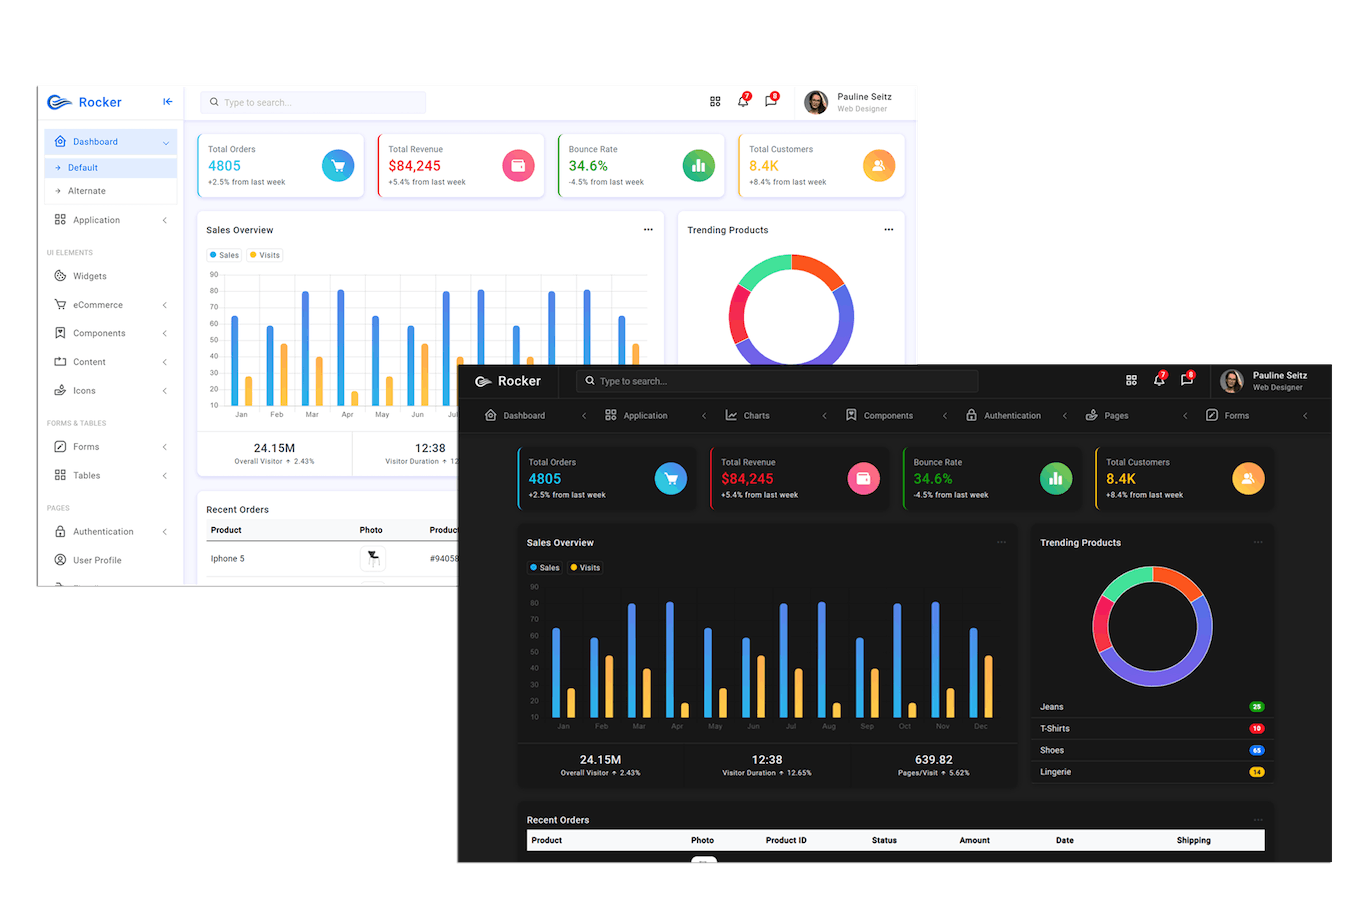 Rocker
Type to search...
7
8
Pauline Seitz
Web Designer
Dashboard
Default
Alternate
Application
UI ELEMENTS
Widgets
eCommerce
Components
Content
Icons
FORMS & TABLES
Forms
Tables
PAGES
Authentication
User Profile
Total Orders
4805
+2.5% from last week
Total Revenue
$84,245
+5.4% from last week
Bounce Rate
34.6%
-4.5% from last week
Total Customers
8.4K
+8.4% from last week
Sales Overview
Sales Visits
90
80
70
60
50
40
30
20
10
Jan Feb Mar Apr May Jun Jul
24.15M
Overall Visitor ↑ 2.43%
12:38
Visitor Duration ↑ 12
Trending Products
Recent Orders
Product Photo Produc
Iphone 5 #94058
Rocker
Type to search...
7
8
Pauline Seitz
Web Designer
Dashboard Application Charts Components Authentication Pages Forms
Total Orders
4805
+2.5% from last week
Total Revenue
$84,245
+5.4% from last week
Bounce Rate
34.6%
-4.5% from last week
Total Customers
8.4K
+8.4% from last week
Sales Overview
Sales Visits
90
80
70
60
50
40
30
20
10
Jan Feb Mar Apr May Jun Jul Aug Sep Oct Nov Dec
24.15M
Overall Visitor ↑ 2.43%
12:38
Visitor Duration ↑ 12.65%
639.82
Pages/Visit ↑ 5.62%
Trending Products
Jeans 25
T-Shirts 10
Shoes 65
Lingerie 14
Recent Orders
Product Photo Product ID Status Amount Date Shipping